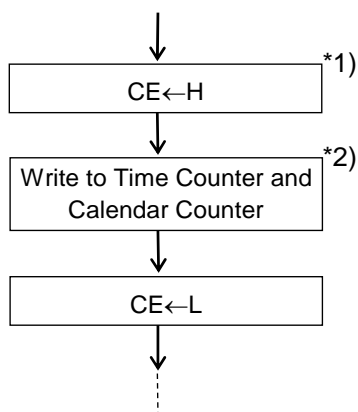 *1)
CE←H
*2)
Write to Time Counter and
Calendar Counter
CE←L